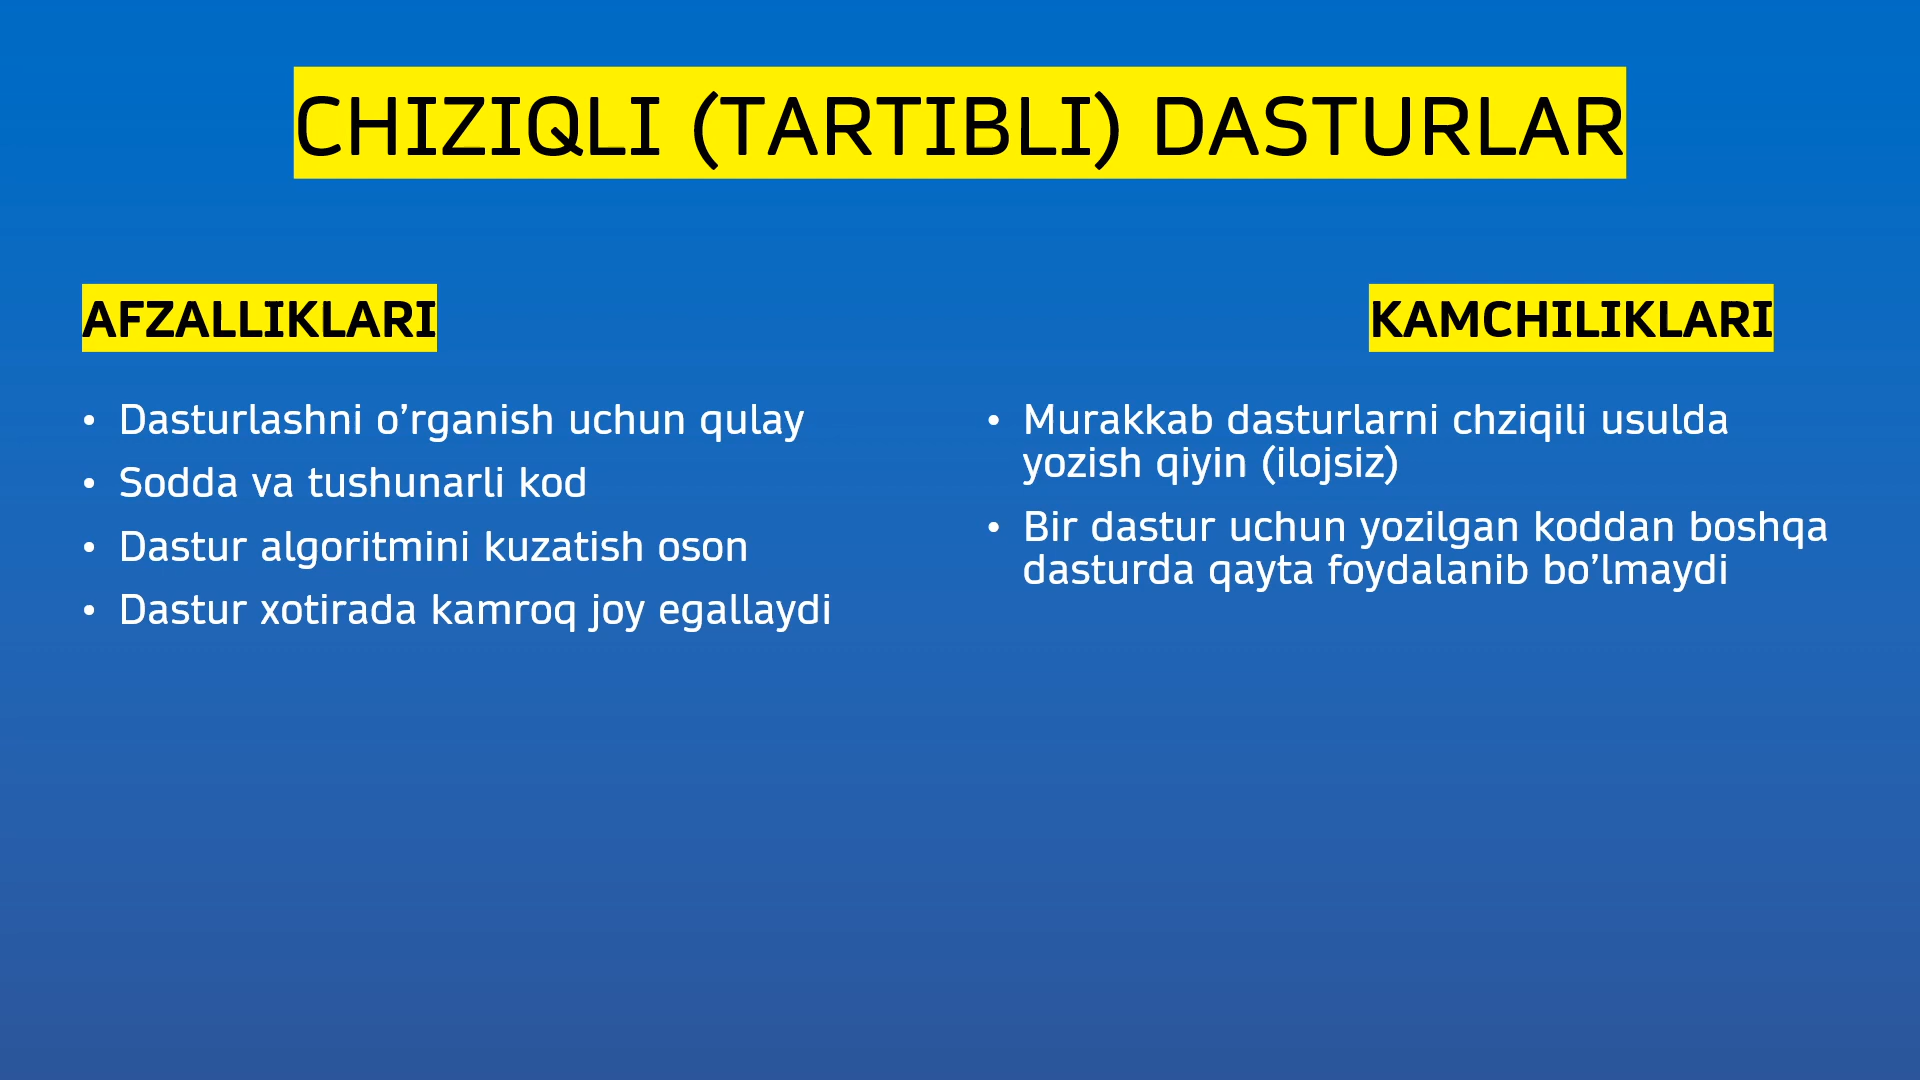 CHIZIQLI (TARTIBLI) DASTURLAR
AFZALLIKLARI
• Dasturlashni o’rganish uchun qulay
• Sodda va tushunarli kod
• Dastur algoritmini kuzatish oson
• Dastur xotirada kamroq joy egallaydi
KAMCHILIKLARI
• Murakkab dasturlarni chziqili usulda
yozish qiyin (ilojsiz)
• Bir dastur uchun yozilgan koddan boshqa
dasturda qayta foydalanib bo’lmaydi